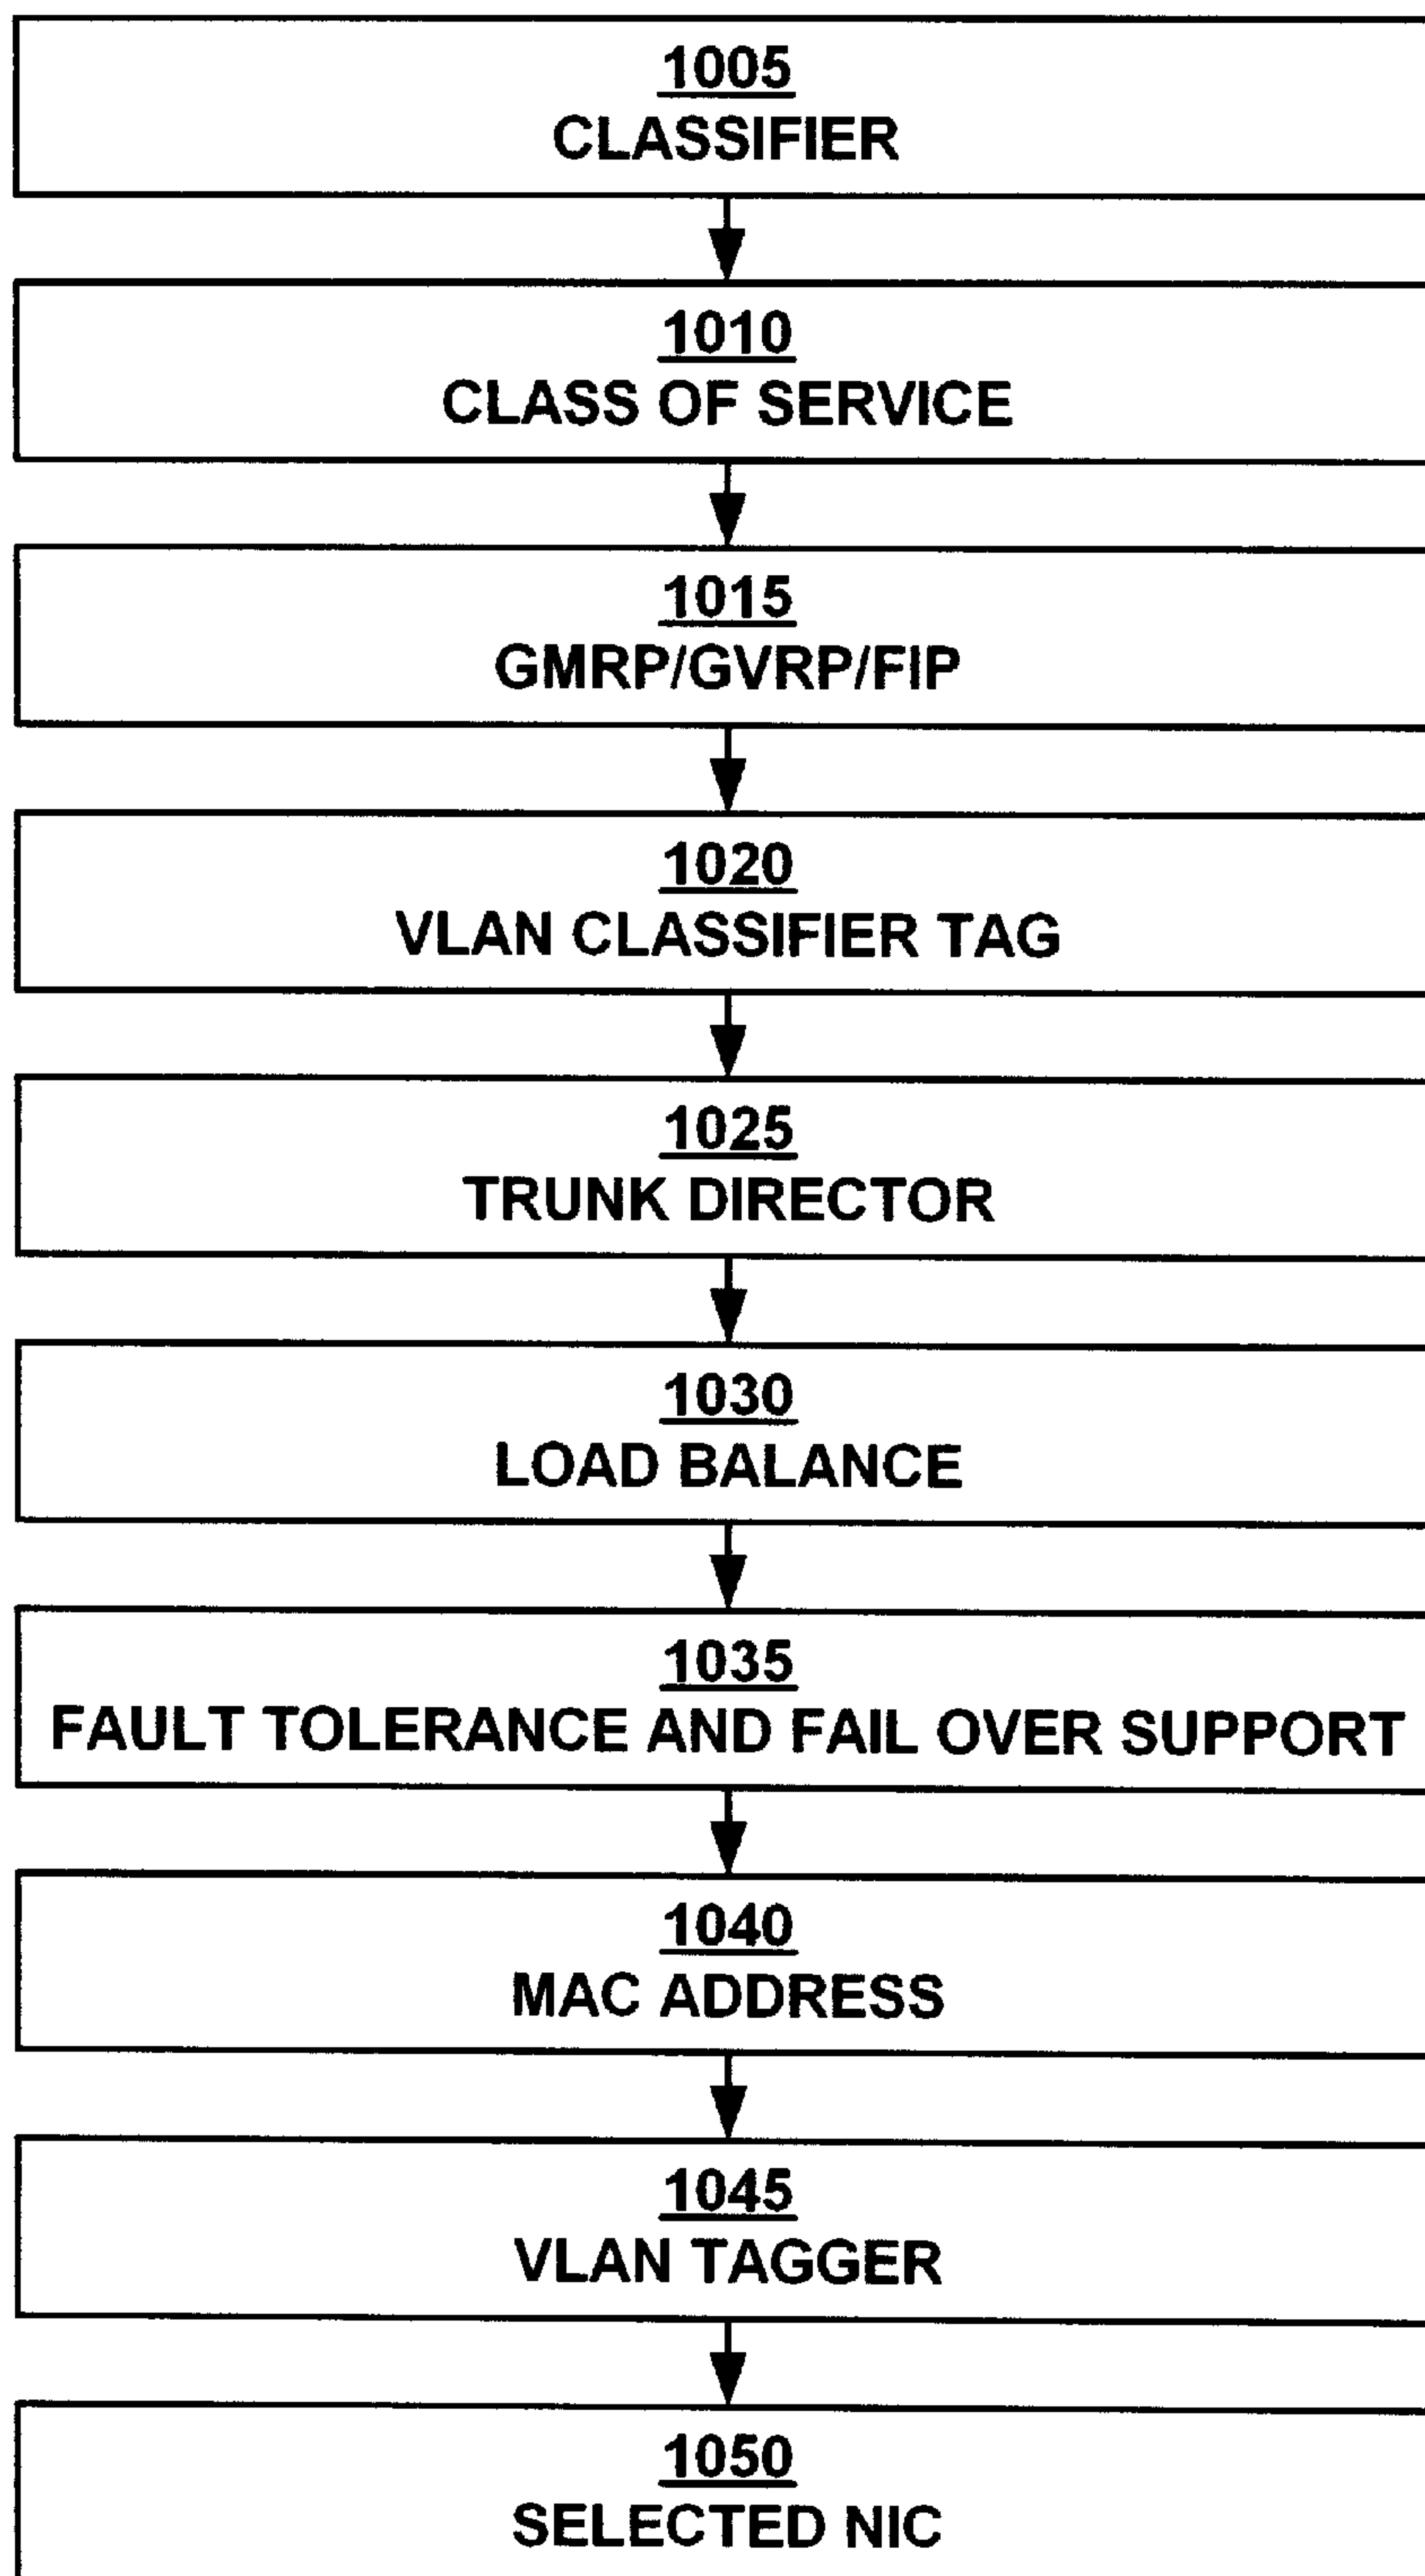 1005
CLASSIFIER
1010
CLASS OF SERVICE
1015
GMRP/GVRP/FIP
1020
VLAN CLASSIFIER TAG
1025
TRUNK DIRECTOR
1030
LOAD BALANCE
1035
FAULT TOLERANCE AND FAIL OVER SUPPORT
1040
MAC ADDRESS
1045
VLAN TAGGER
1050
SELECTED NIC